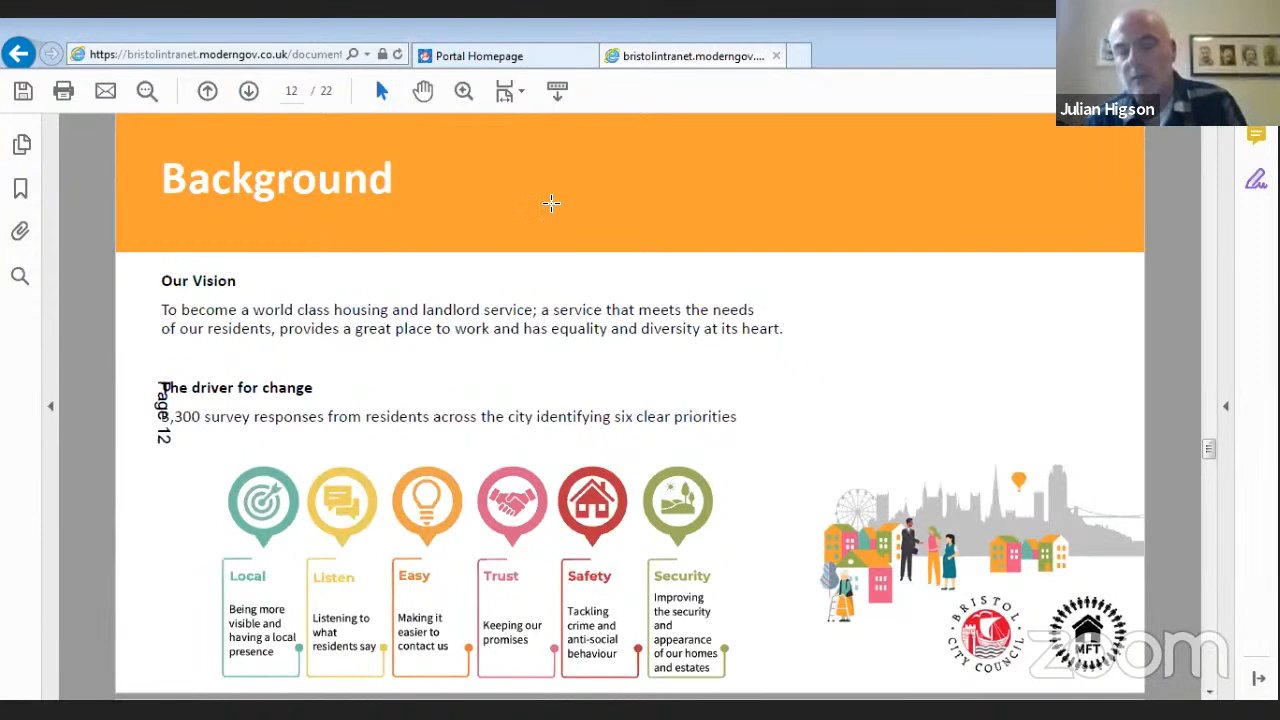 https://bristolintranet.moderngov.co.uk/document
Portal Homepage
bristolintranet.moderngov....
12 / 22
Julian Higson
Background
Our Vision
To become a world class housing and landlord service; a service that meets the needs
of our residents, provides a great place to work and has equality and diversity at its heart.
The driver for change
,300 survey responses from residents across the city identifying six clear priorities
Page 12
Local
Being more
visible and
having a local
presence
Listen
Listening to
what
residents say
Easy
Making it
easier to
contact us
Trust
Keeping our
promises
Safety
Tackling
crime and
anti-social
behaviour
Security
Improving
the security
and
appearance
of our homes
and estates
BRISTOL
CITY COUNCIL
MFT
zoom